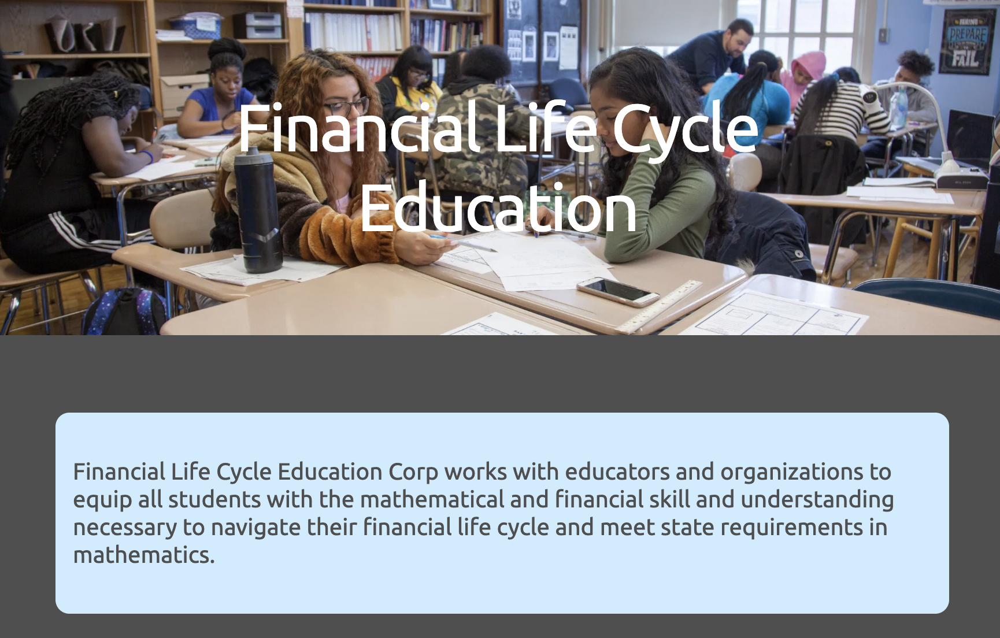 PREPARE
FAIL
Financial Life Cycle
Education
Financial Life Cycle Education Corp works with educators and organizations to
equip all students with the mathematical and financial skill and understanding
necessary to navigate their financial life cycle and meet state requirements in
mathematics.